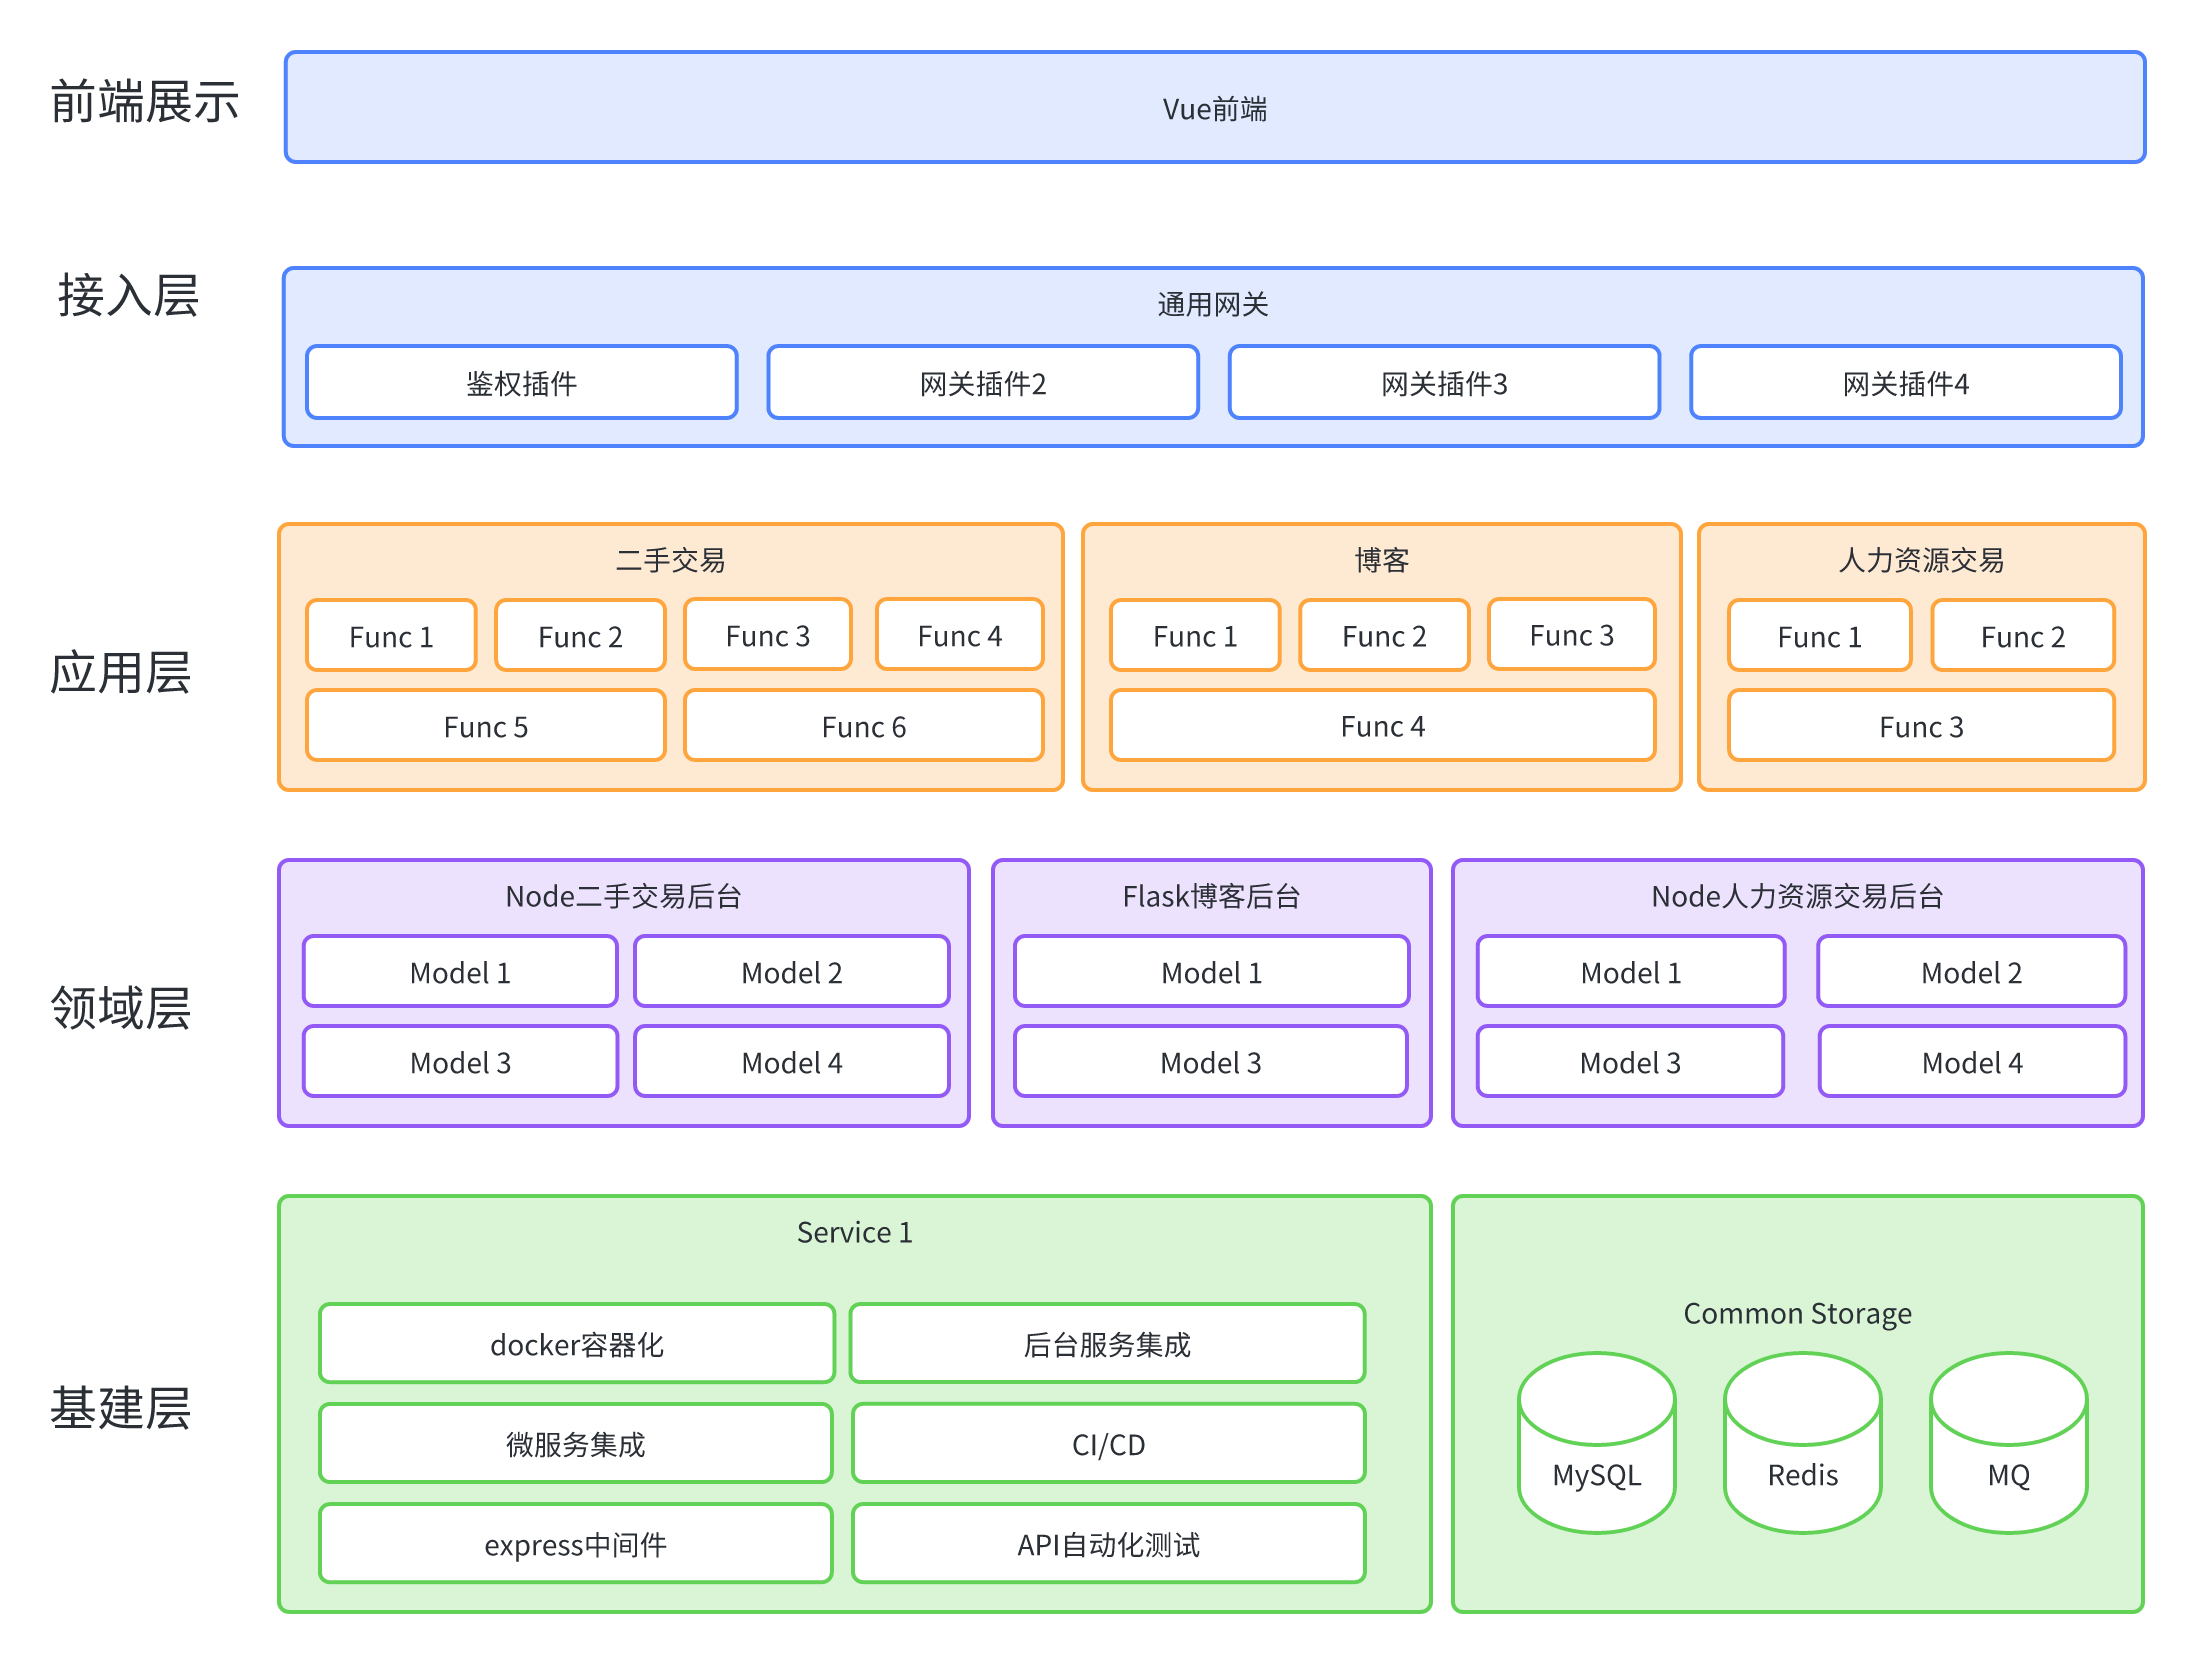 前端展示
Vue前端
接入层
通用网关
鉴权插件
网关插件2
网关插件3
网关插件4
应用层
二手交易
Func 1
Func 2
Func 3
Func 4
Func 5
Func 6
博客
Func 1
Func 2
Func 3
Func 4
人力资源交易
Func 1
Func 2
Func 3
领域层
Node二手交易后台
Model 1
Model 2
Model 3
Model 4
Flask博客后台
Model 1
Model 3
Node人力资源交易后台
Model 1
Model 2
Model 3
Model 4
基建层
Service 1
docker容器化
后台服务集成
微服务集成
CI/CD
express中间件
API自动化测试
Common Storage
MySQL
Redis
MQ